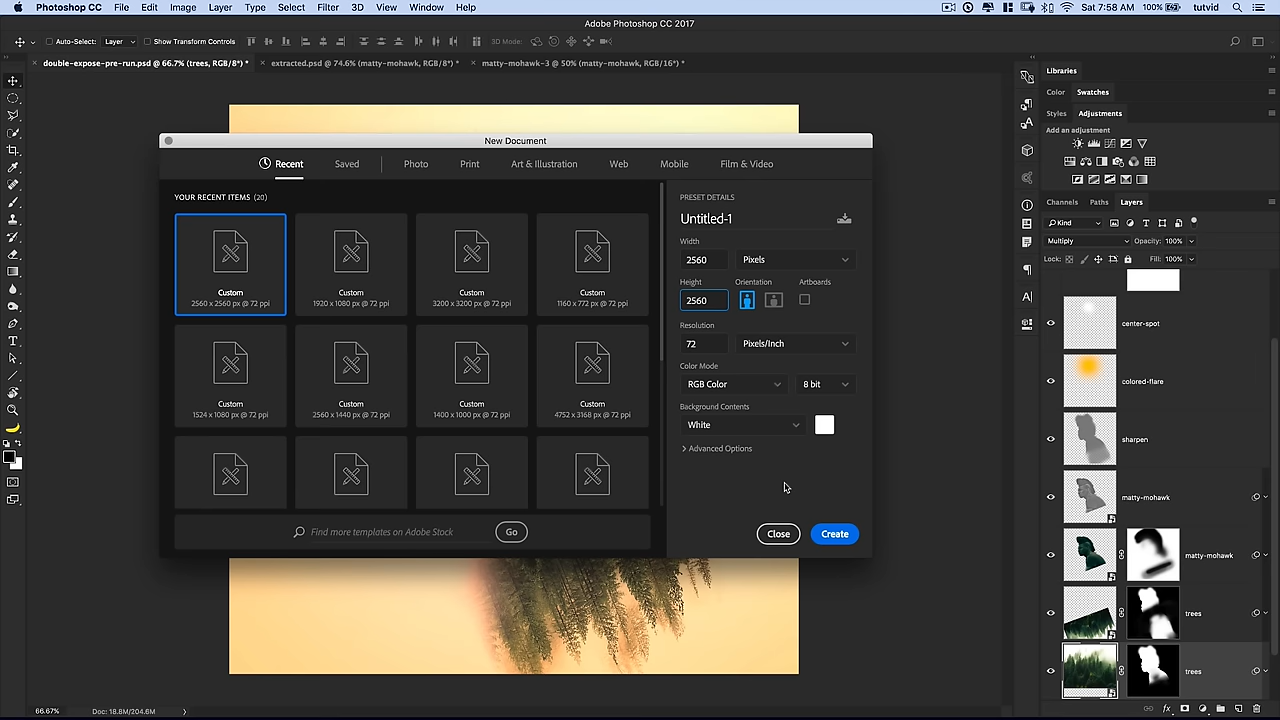 Photoshop CC File Edit Image Layer Type Select Filter 3D View Window Help 100% Sat 7:58 AM tutvid
Adobe Photoshop CC 2017
Auto-Select: Layer Show Transform Controls 3D Mode:
double-expose-pre-run.psd @ 66.7% (trees, RGB/8*) * extracted.psd @ 74.6% (matty-mohawk, RGB/8*) * matty-mohawk-3 @ 50% (matty-mohawk, RGB/16*) *
New Document
Recent Saved Photo Print Art & Illustration Web Mobile Film & Video
YOUR RECENT ITEMS (20)
Custom
2560 x 2560 px @ 72 ppi
Custom
1920 x 1080 px @ 72 ppi
Custom
3200 x 3200 px @ 72 ppi
Custom
1160 x 772 px @ 72 ppi
Custom
1524 x 1080 px @ 72 ppi
Custom
2560 x 1440 px @ 72 ppi
Custom
1400 x 1000 px @ 72 ppi
Custom
4752 x 3168 px @ 72 ppi
Find more templates on Adobe Stock Go
PRESET DETAILS
Untitled-1
Width
2560 Pixels
Height Orientation Artboards
2560
Resolution
72 Pixels/Inch
Color Mode
RGB Color 8 bit
Background Contents
White
Advanced Options
Close Create
Libraries
Color Swatches
Styles Adjustments
Add an adjustment
Channels Paths Layers
Kind
Multiply Opacity: 100%
Lock: Fill: 100%
center-spot
colored-flare
sharpen
matty-mohawk
matty-mohawk
trees
trees
66.67% Doc: 18.8M/204.6M